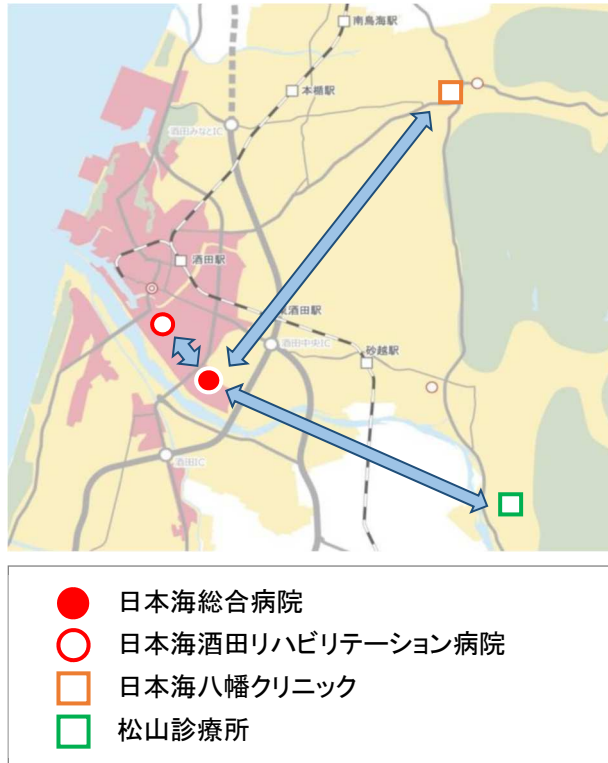 南鳥海駅
本楯駅
酒田みなとIC
酒田駅
東酒田駅
酒田中央IC
砂越駅
酒田IC
日本海総合病院
日本海酒田リハビリテーション病院
日本海八幡クリニック
松山診療所